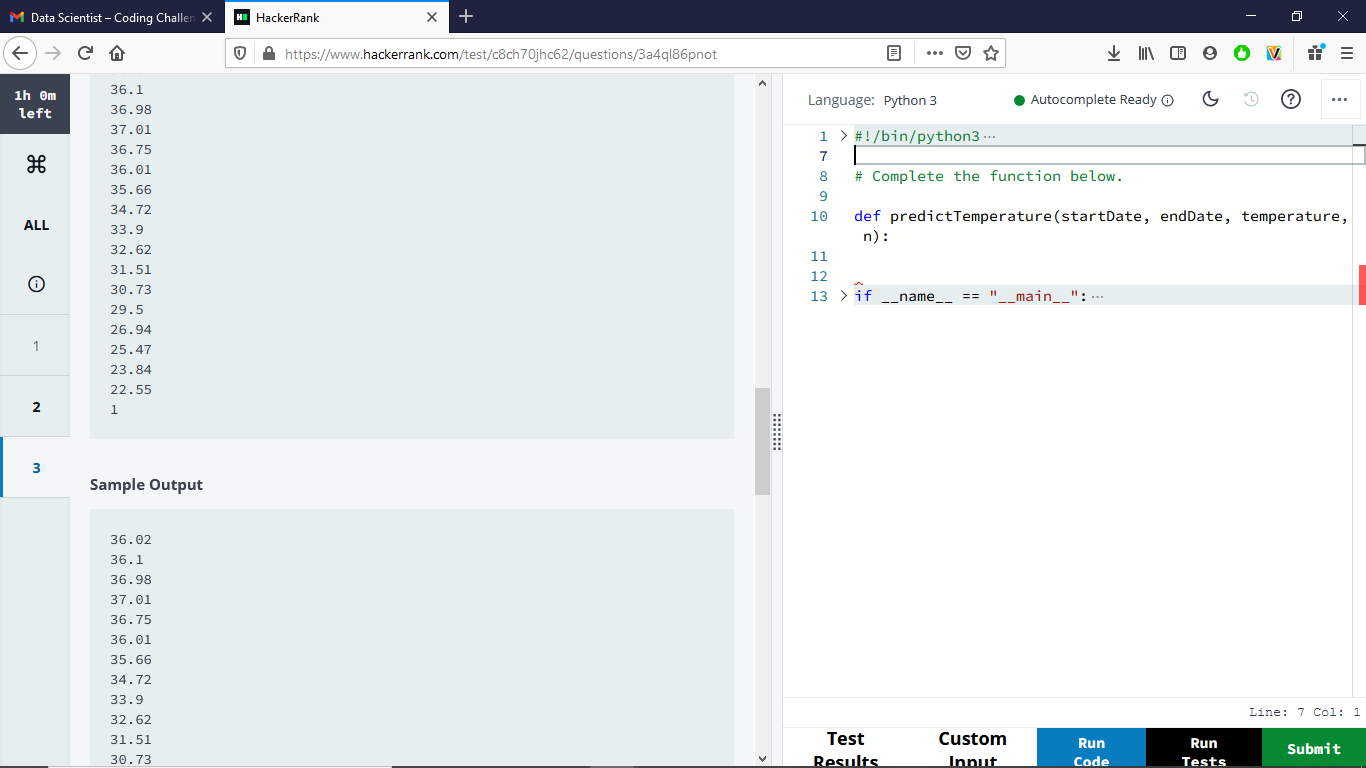 Data Scientist – Coding Challen
HackerRank
https://www.hackerrank.com/test/c8ch70jhc62/questions/3a4ql86pnot
1h 0m
left
ALL
1
2
3
36.1
36.98
37.01
36.75
36.01
35.66
34.72
33.9
32.62
31.51
30.73
29.5
26.94
25.47
23.84
22.55
1
Sample Output
36.02
36.1
36.98
37.01
36.75
36.01
35.66
34.72
33.9
32.62
31.51
30.73
Language: Python 3
Autocomplete Ready
1 #!/bin/python3 ...
7
8 # Complete the function below.
9
10 def predictTemperature(startDate, endDate, temperature,
n):
11
12
13 if __name__ == "__main__": ...
Line: 7 Col: 1
Test
Results
Custom
Input
Run
Code
Run
Tests
Submit